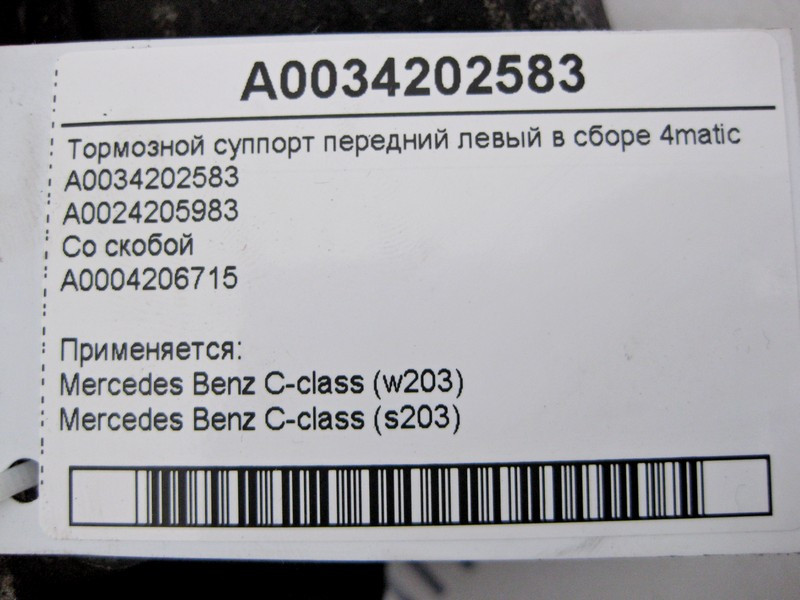 A0034202583
Тормозной суппорт передний левый в сборе 4matic
A0034202583
A0024205983
Со скобой
A0004206715
Применяется:
Mercedes Benz C-class (w203)
Mercedes Benz C-class (s203)